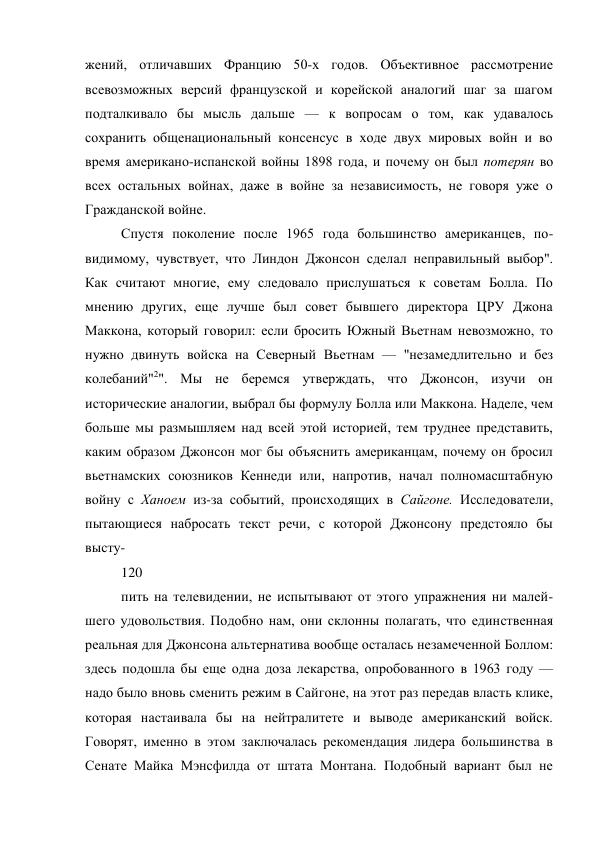 жений, отличавших Францию 50-х годов. Объективное рассмотрение
всевозможных версий французской и корейской аналогий шаг за шагом
подталкивало бы мысль дальше — к вопросам о том, как удавалось
сохранить общенациональный консенсус в ходе двух мировых войн и во
время американо-испанской войны 1898 года, и почему он был потерян во
всех остальных войнах, даже в войне за независимость, не говоря уже о
Гражданской войне.
Спустя поколение после 1965 года большинство американцев, по-
видимому, чувствует, что Линдон Джонсон сделал неправильный выбор".
Как считают многие, ему следовало прислушаться к советам Болла. По
мнению других, еще лучше был совет бывшего директора ЦРУ Джона
Маккона, который говорил: если бросить Южный Вьетнам невозможно, то
нужно двинуть войска на Северный Вьетнам — "незамедлительно и без
колебаний"²". Мы не беремся утверждать, что Джонсон, изучи он
исторические аналогии, выбрал бы формулу Болла или Маккона. Наделе, чем
больше мы размышляем над всей этой историей, тем труднее представить,
каким образом Джонсон мог бы объяснить американцам, почему он бросил
вьетнамских союзников Кеннеди или, напротив, начал полномасштабную
войну с Ханоем из-за событий, происходящих в Сайгоне. Исследователи,
пытающиеся набросать текст речи, с которой Джонсону предстояло бы
высту-
120
пить на телевидении, не испытывают от этого упражнения ни малей-
шего удовольствия. Подобно нам, они склонны полагать, что единственная
реальная для Джонсона альтернатива вообще осталась незамеченной Боллом:
здесь подошла бы еще одна доза лекарства, опробованного в 1963 году —
надо было вновь сменить режим в Сайгоне, на этот раз передав власть клике,
которая настаивала бы на нейтралитете и выводе американский войск.
Говорят, именно в этом заключалась рекомендация лидера большинства в
Сенате Майка Мэнсфилда от штата Монтана. Подобный вариант был не